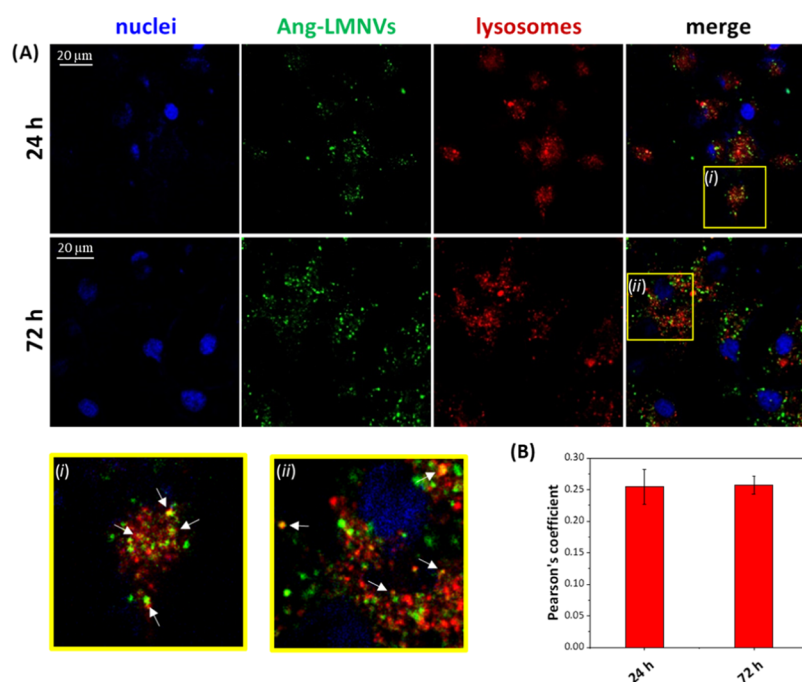 nuclei Ang-LMNVs lysosomes merge
(A)
20 µm
24 h
(i)
20 µm
72 h
(ii)
(i)
(ii)
(B)
Pearson's coefficient
0.30
0.25
0.20
0.15
0.10
0.05
0.00
24 h
72 h